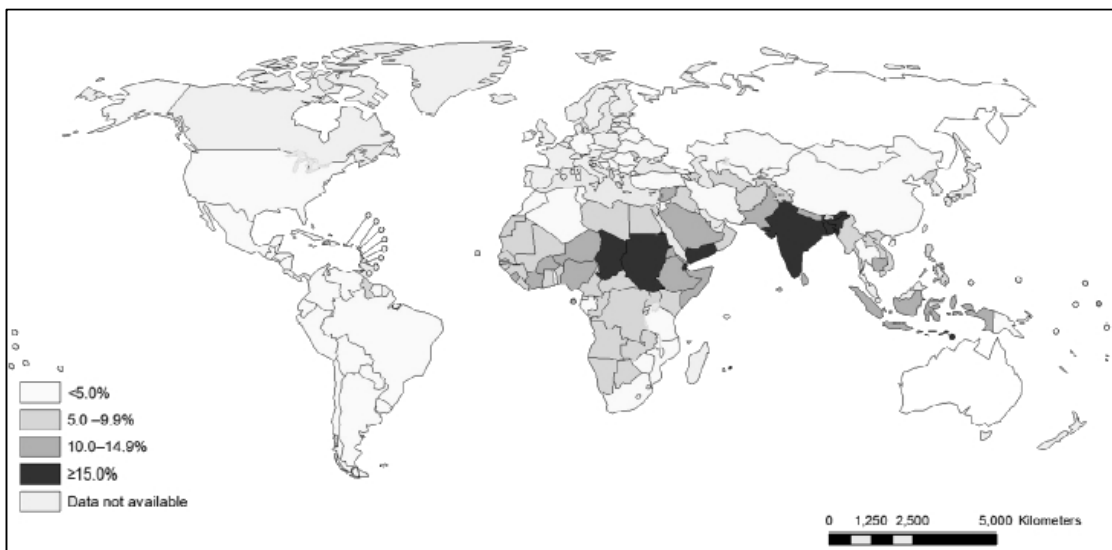 <5.0%
5.0 –9.9%
10.0–14.9%
≥15.0%
Data not available
0 1,250 2,500 5,000 Kilometers